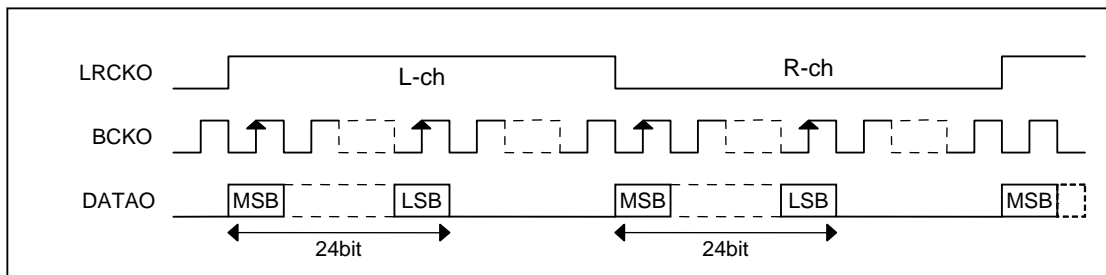 LRCKO L-ch R-ch
BCKO
DATAO MSB LSB MSB LSB MSB
24bit 24bit